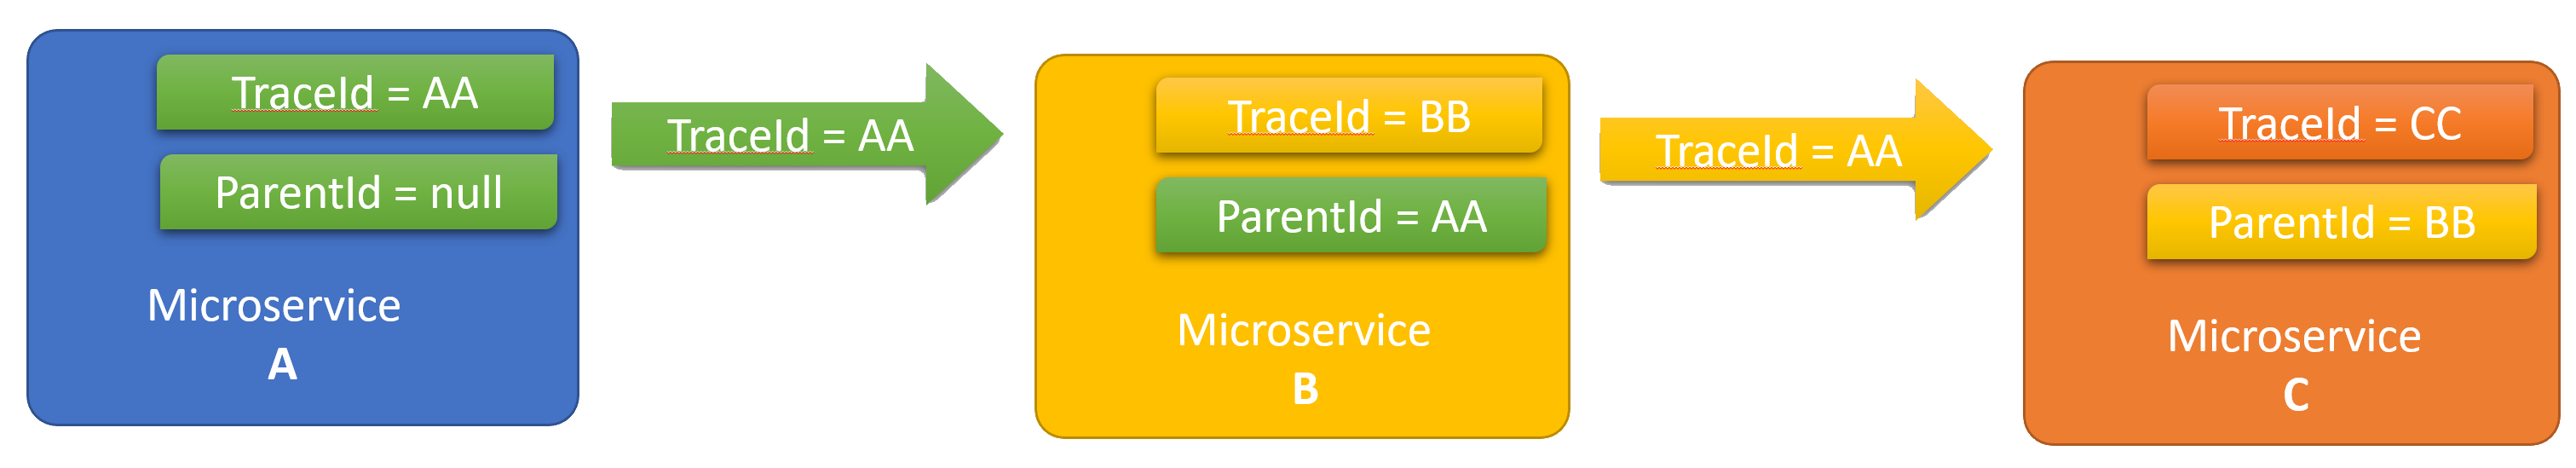 TraceId = AA
ParentId = null
Microservice
A
TraceId = AA
TraceId = BB
ParentId = AA
Microservice
B
TraceId = AA
TraceId = CC
ParentId = BB
Microservice
C